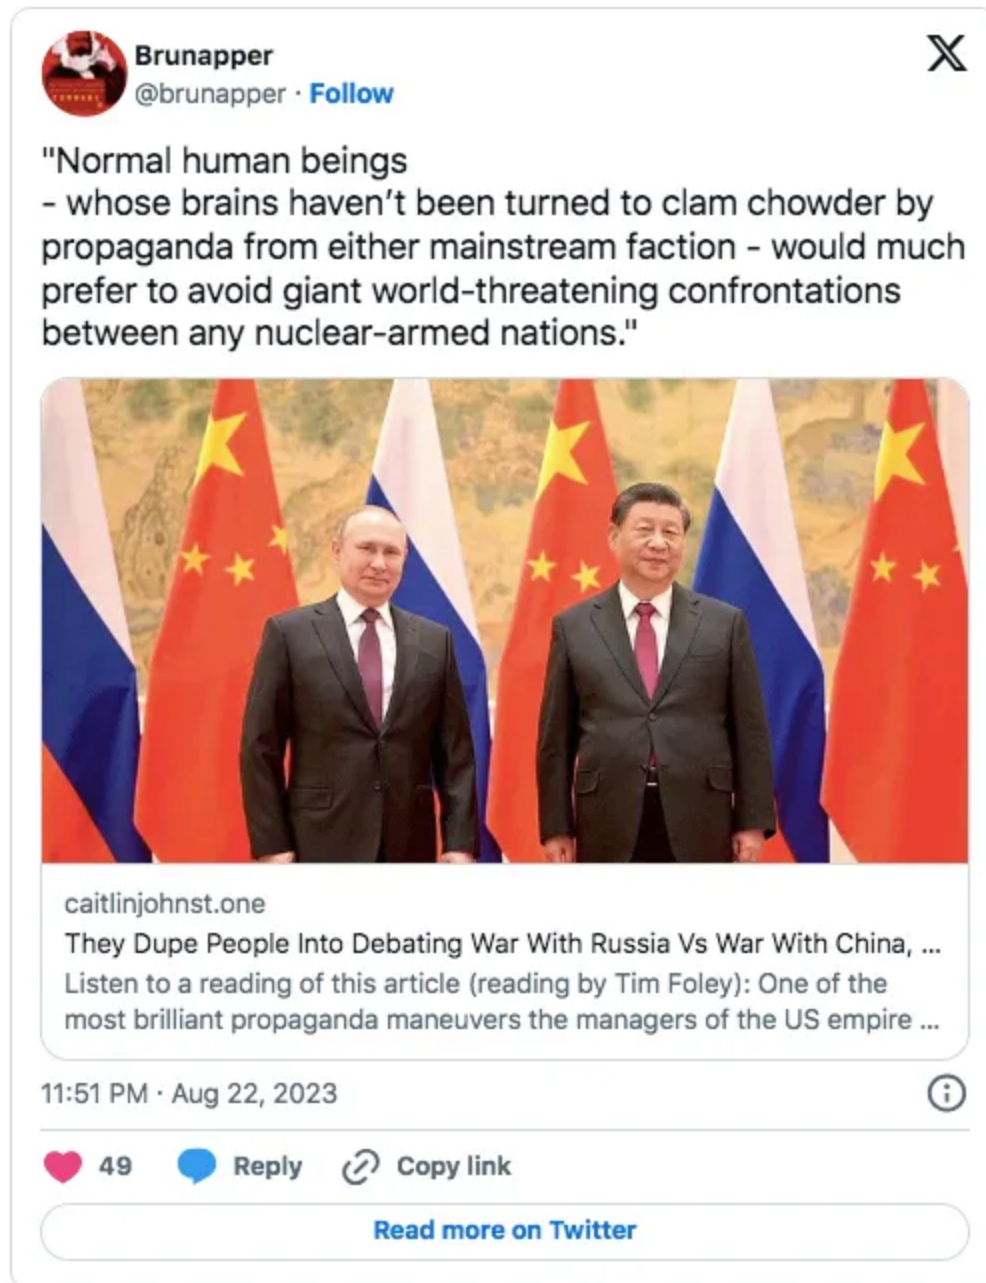 Brunapper
@brunapper · Follow
"Normal human beings
- whose brains haven’t been turned to clam chowder by
propaganda from either mainstream faction - would much
prefer to avoid giant world-threatening confrontations
between any nuclear-armed nations."
caitlinjohnst.one
They Dupe People Into Debating War With Russia Vs War With China, ...
Listen to a reading of this article (reading by Tim Foley): One of the
most brilliant propaganda maneuvers the managers of the US empire ...
11:51 PM · Aug 22, 2023
49 Reply Copy link
Read more on Twitter